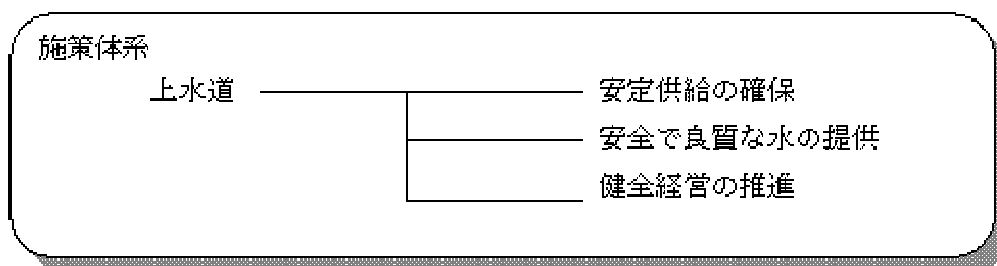 施策体系
上水道 安定供給の確保
安全で良質な水の提供
健全経営の推進